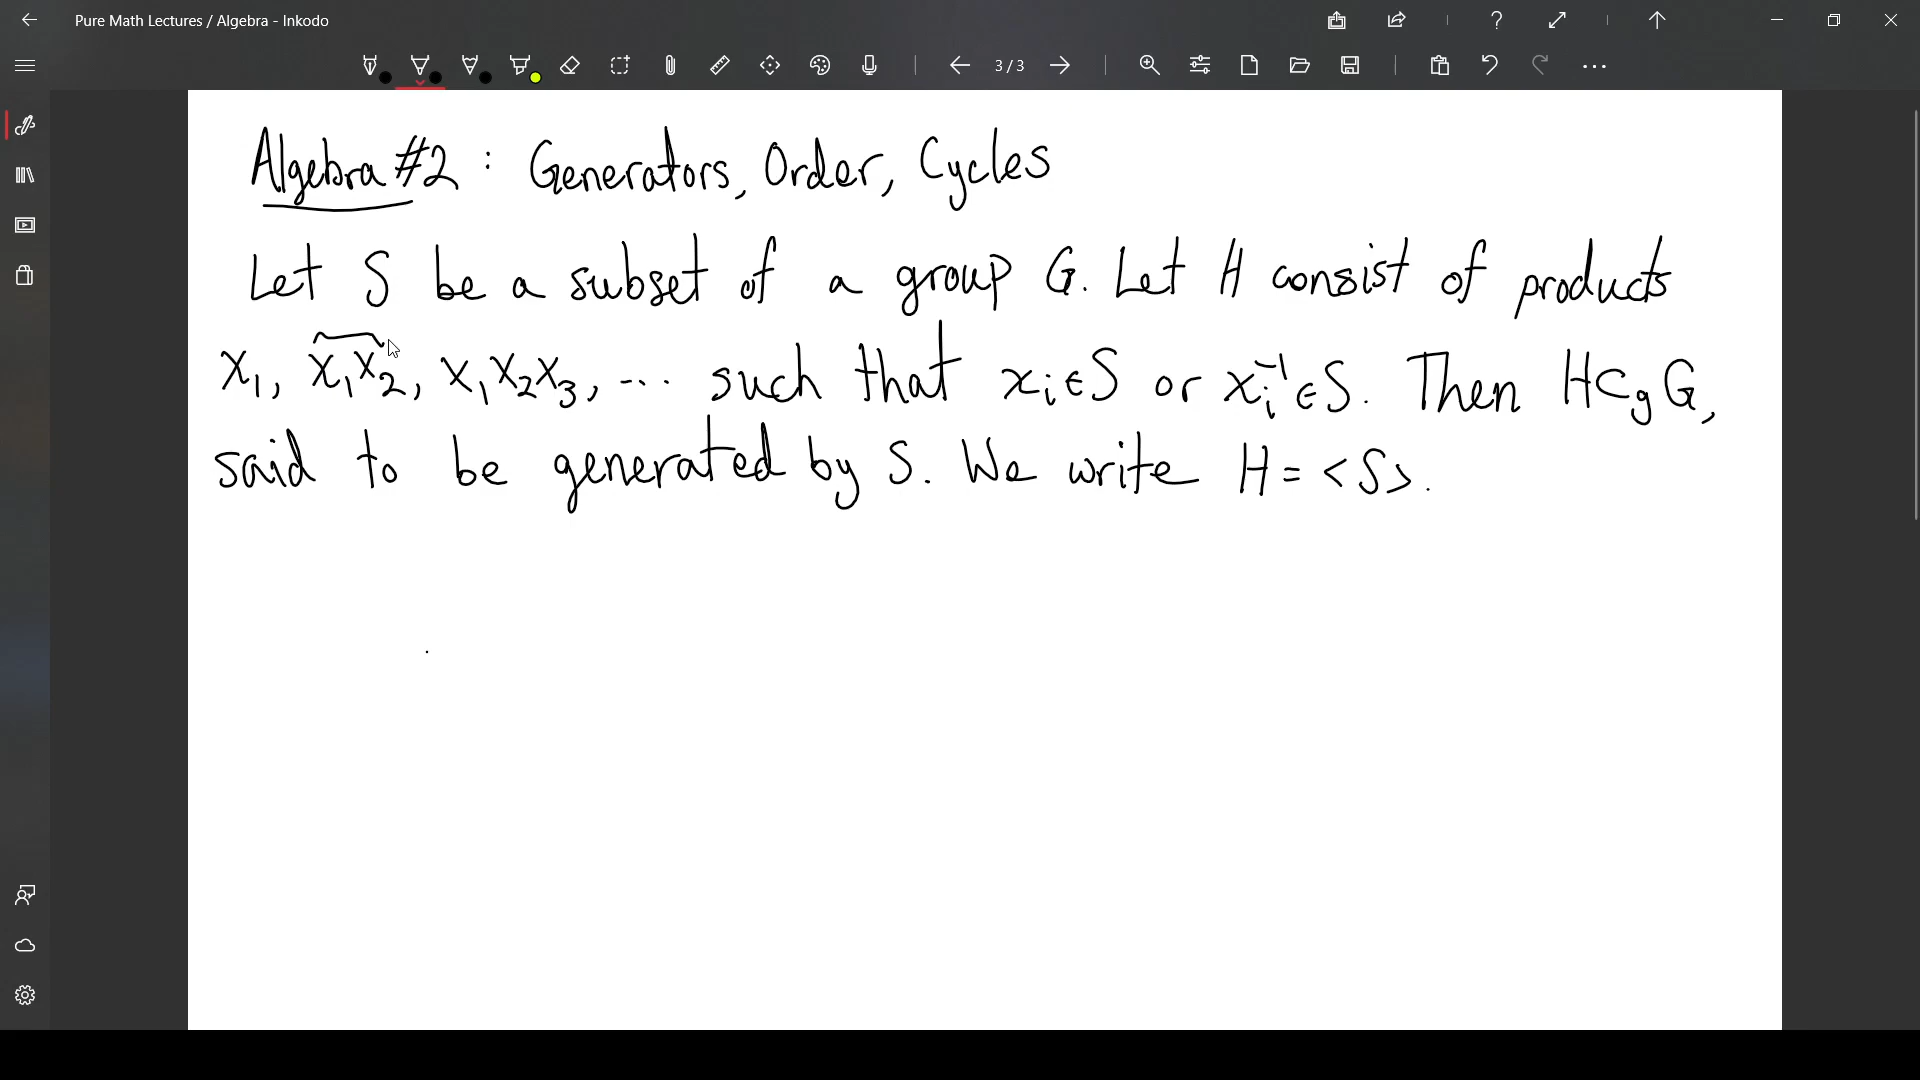 Pure Math Lectures / Algebra - Inkodo
3 / 3
Algebra #2 : Generators, Order, Cycles
Let S be a subset of a group G. Let H consist of products
x₁, x₁x₂, x₁x₂x₃, ... such that xᵢ ∈ S or xᵢ⁻¹ ∈ S. Then H ⊂g G,
said to be generated by S. We write H = <S>.